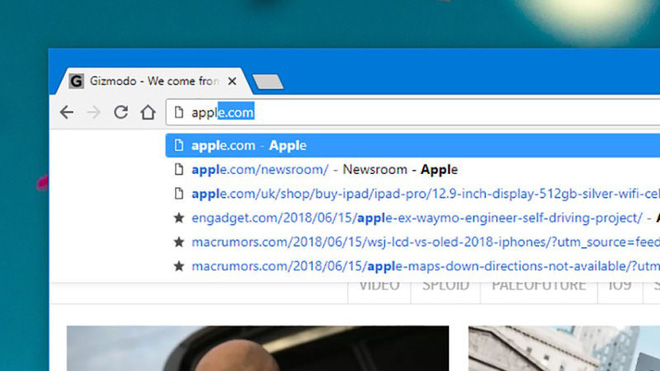 G Gizmodo - We come fron
apple.com
apple.com - Apple
apple.com/newsroom/ - Newsroom - Apple
apple.com/uk/shop/buy-ipad/ipad-pro/12.9-inch-display-512gb-silver-wifi-cel
engadget.com/2018/06/15/apple-ex-waymo-engineer-self-driving-project/ - A
macrumors.com/2018/06/15/wsj-lcd-vs-oled-2018-iphones/?utm_source=feed
macrumors.com/2018/06/15/apple-maps-down-directions-not-available/?utm
VIDEO SPLOID PALEOFUTURE IO9 S